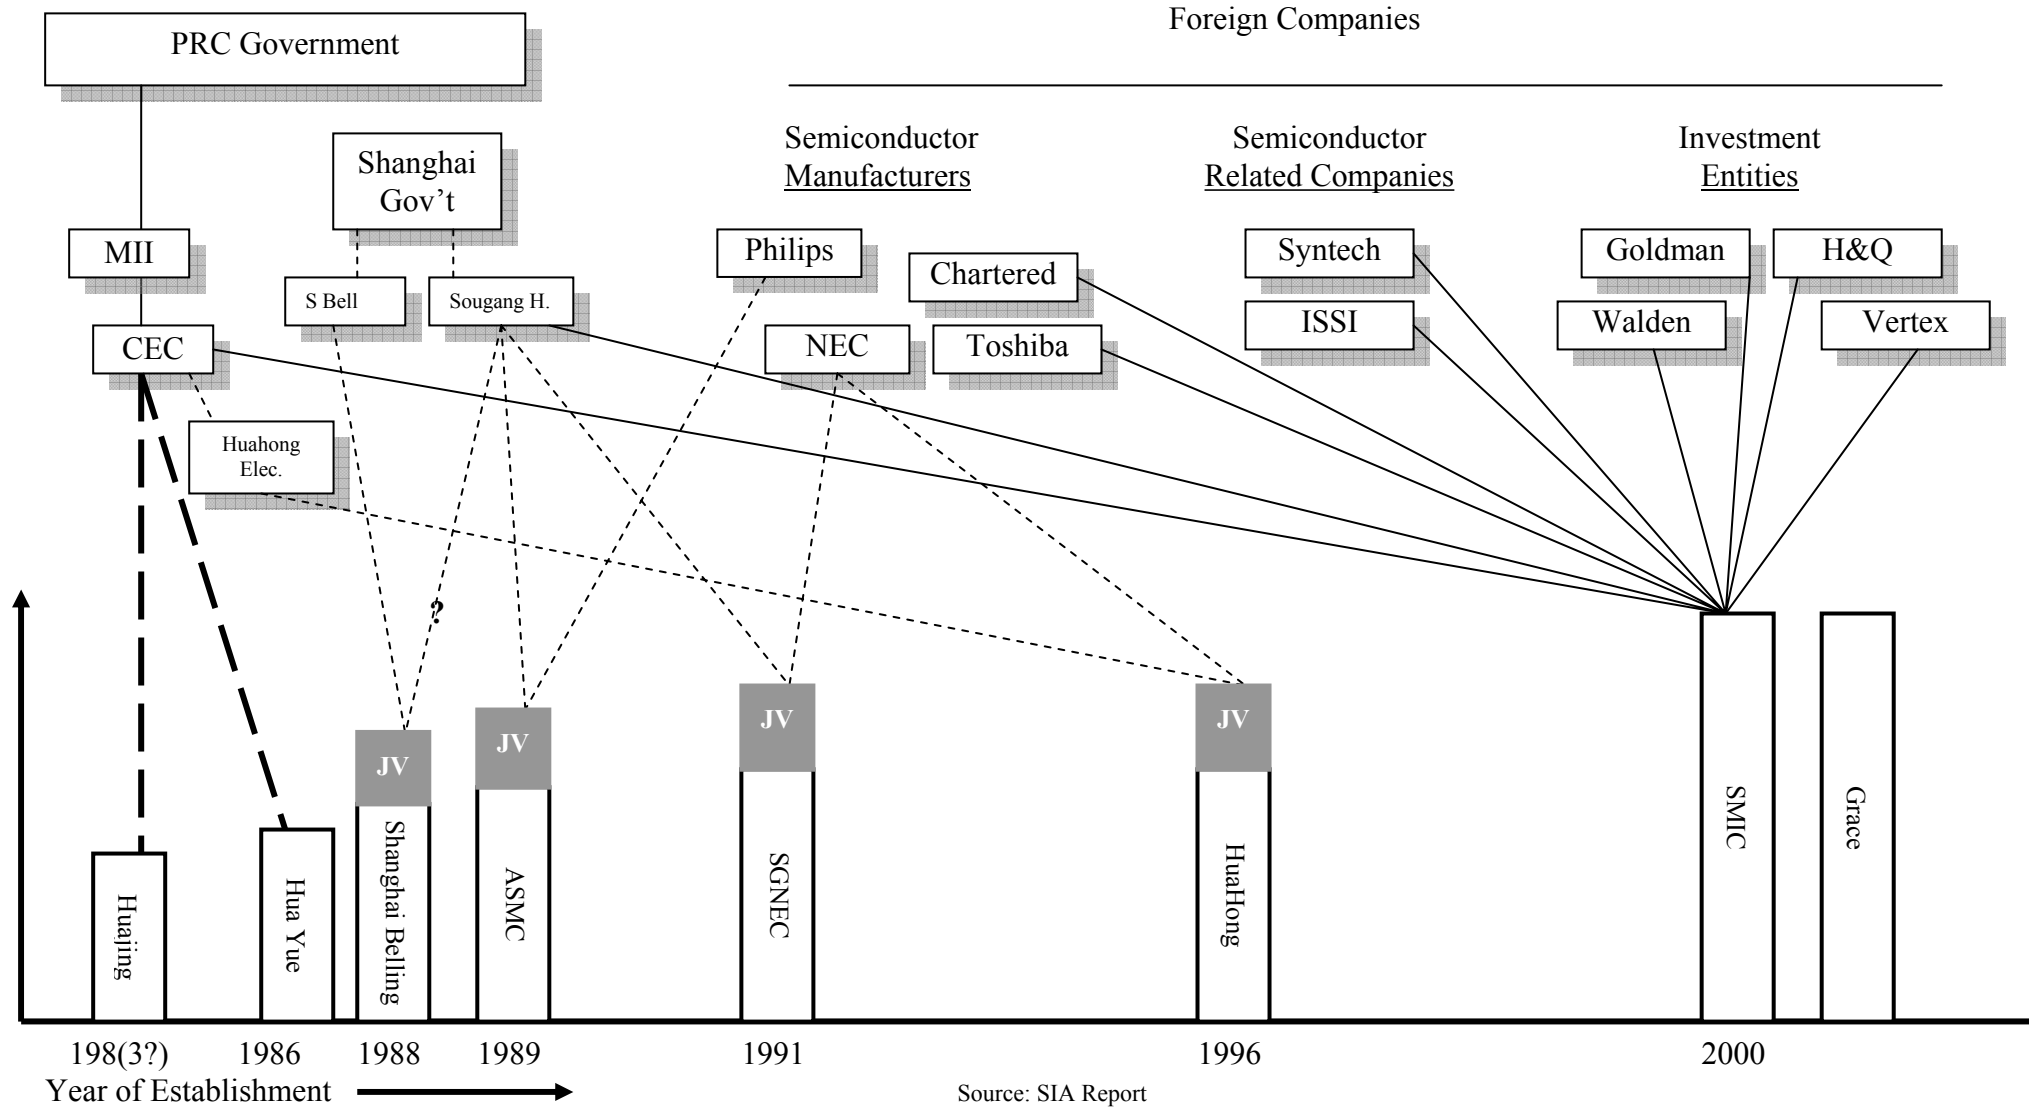 Foreign Companies
PRC Government
Semiconductor
Manufacturers
Semiconductor
Related Companies
Investment
Entities
Shanghai
Gov't
MII
Philips
Chartered
Syntech
Goldman
H&Q
S Bell
Sougang H.
CEC
NEC
Toshiba
ISSI
Walden
Vertex
Huahong
Elec.
?
JV
JV
JV
JV
Huajing
Hua Yue
Shanghai Belling
ASMC
SGNEC
HuaHong
SMIC
Grace
198(3?)
1986
1988
1989
1991
1996
2000
Year of Establishment
Source: SIA Report